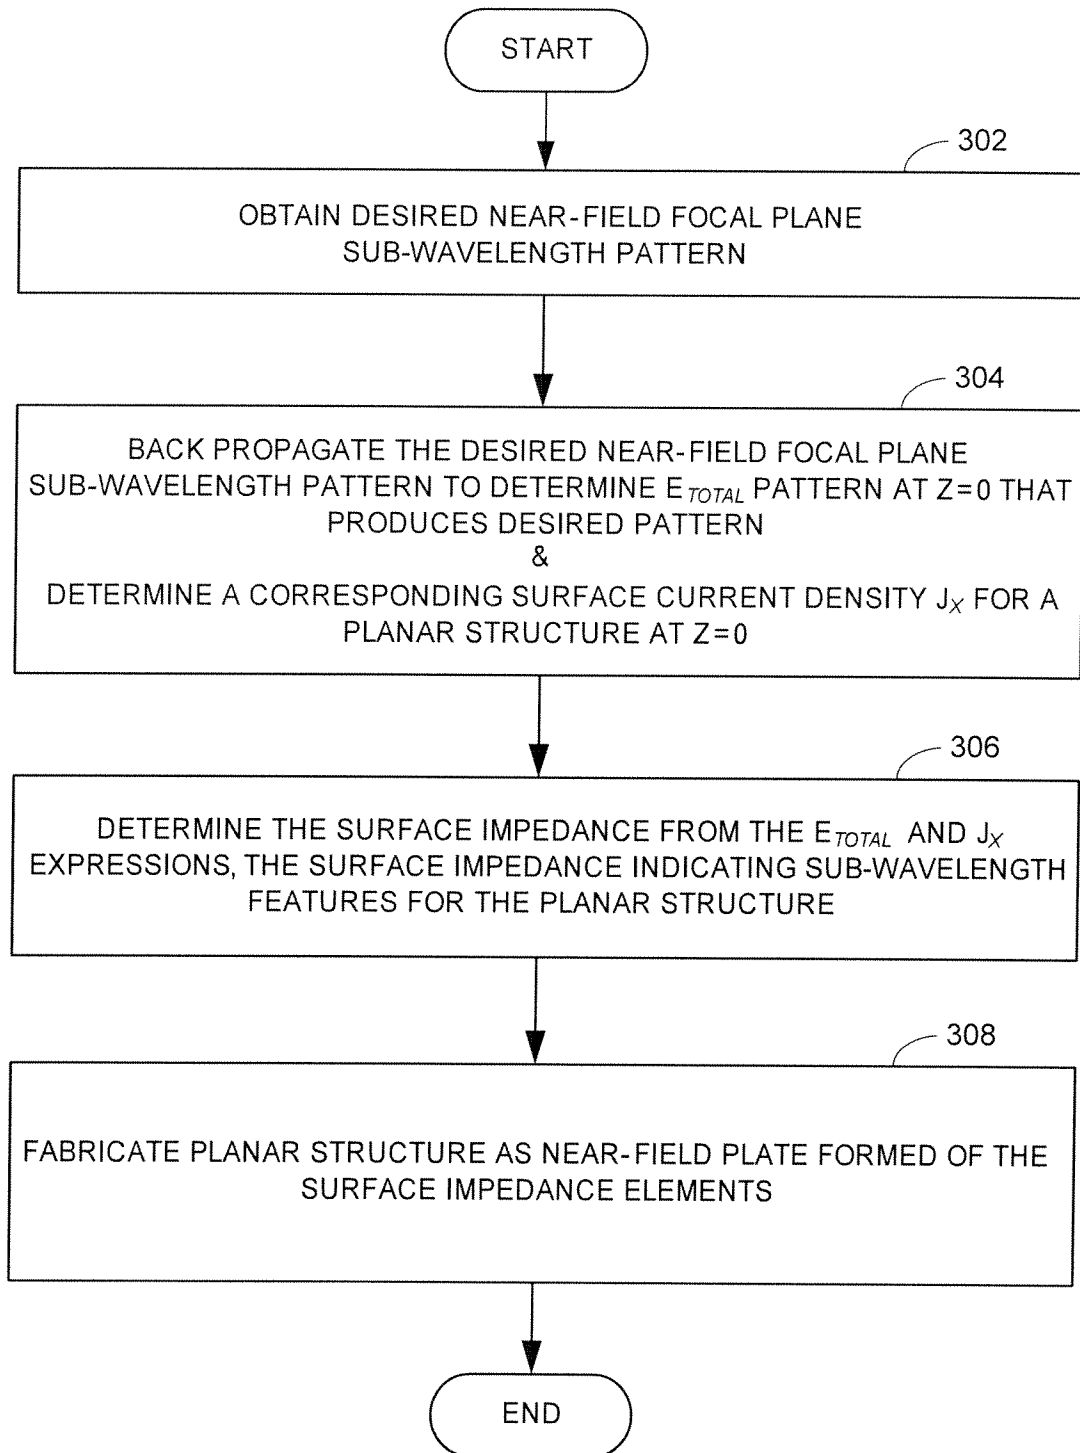 START
302
OBTAIN DESIRED NEAR-FIELD FOCAL PLANE
SUB-WAVELENGTH PATTERN
304
BACK PROPAGATE THE DESIRED NEAR-FIELD FOCAL PLANE
SUB-WAVELENGTH PATTERN TO DETERMINE E_TOTAL PATTERN AT Z=0 THAT
PRODUCES DESIRED PATTERN
&
DETERMINE A CORRESPONDING SURFACE CURRENT DENSITY J_X FOR A
PLANAR STRUCTURE AT Z=0
306
DETERMINE THE SURFACE IMPEDANCE FROM THE E_TOTAL AND J_X
EXPRESSIONS, THE SURFACE IMPEDANCE INDICATING SUB-WAVELENGTH
FEATURES FOR THE PLANAR STRUCTURE
308
FABRICATE PLANAR STRUCTURE AS NEAR-FIELD PLATE FORMED OF THE
SURFACE IMPEDANCE ELEMENTS
END